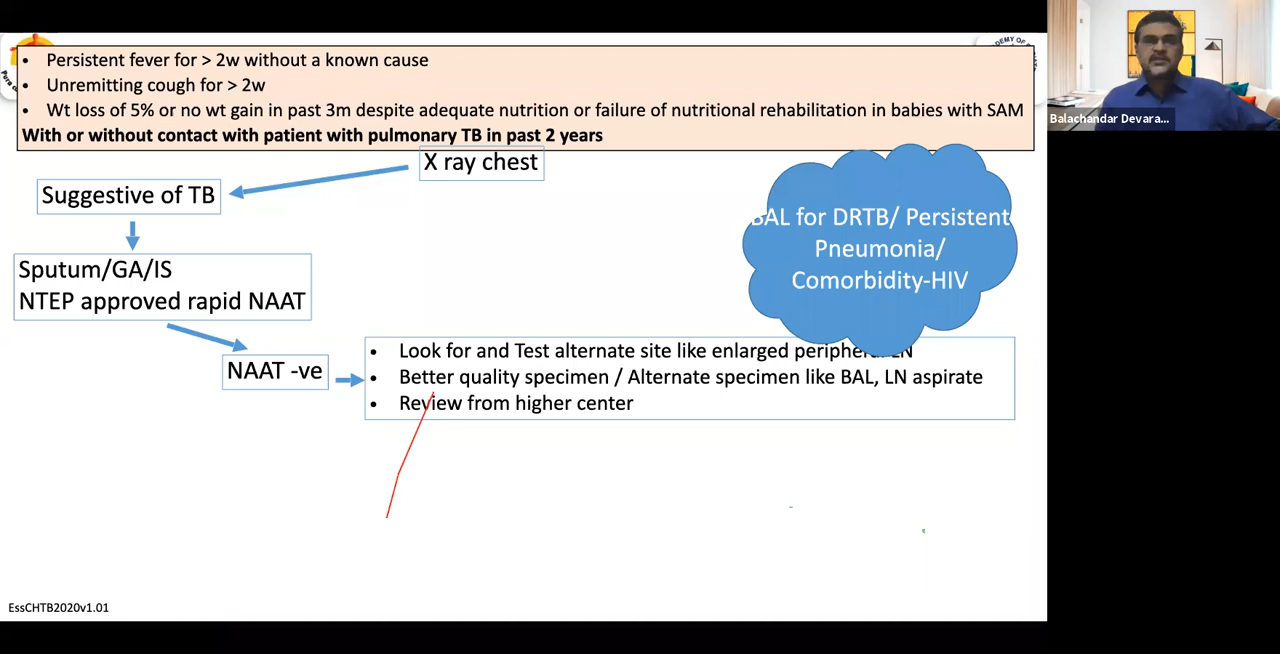 • Persistent fever for > 2w without a known cause
• Unremitting cough for > 2w
• Wt loss of 5% or no wt gain in past 3m despite adequate nutrition or failure of nutritional rehabilitation in babies with SAM
With or without contact with patient with pulmonary TB in past 2 years
Balachandar Devara...
X ray chest
Suggestive of TB
BAL for DRTB/ Persistent
Pneumonia/
Comorbidity-HIV
Sputum/GA/IS
NTEP approved rapid NAAT
NAAT -ve
• Look for and Test alternate site like enlarged peripheral LN
• Better quality specimen / Alternate specimen like BAL, LN aspirate
• Review from higher center
EssCHTB2020v1.01